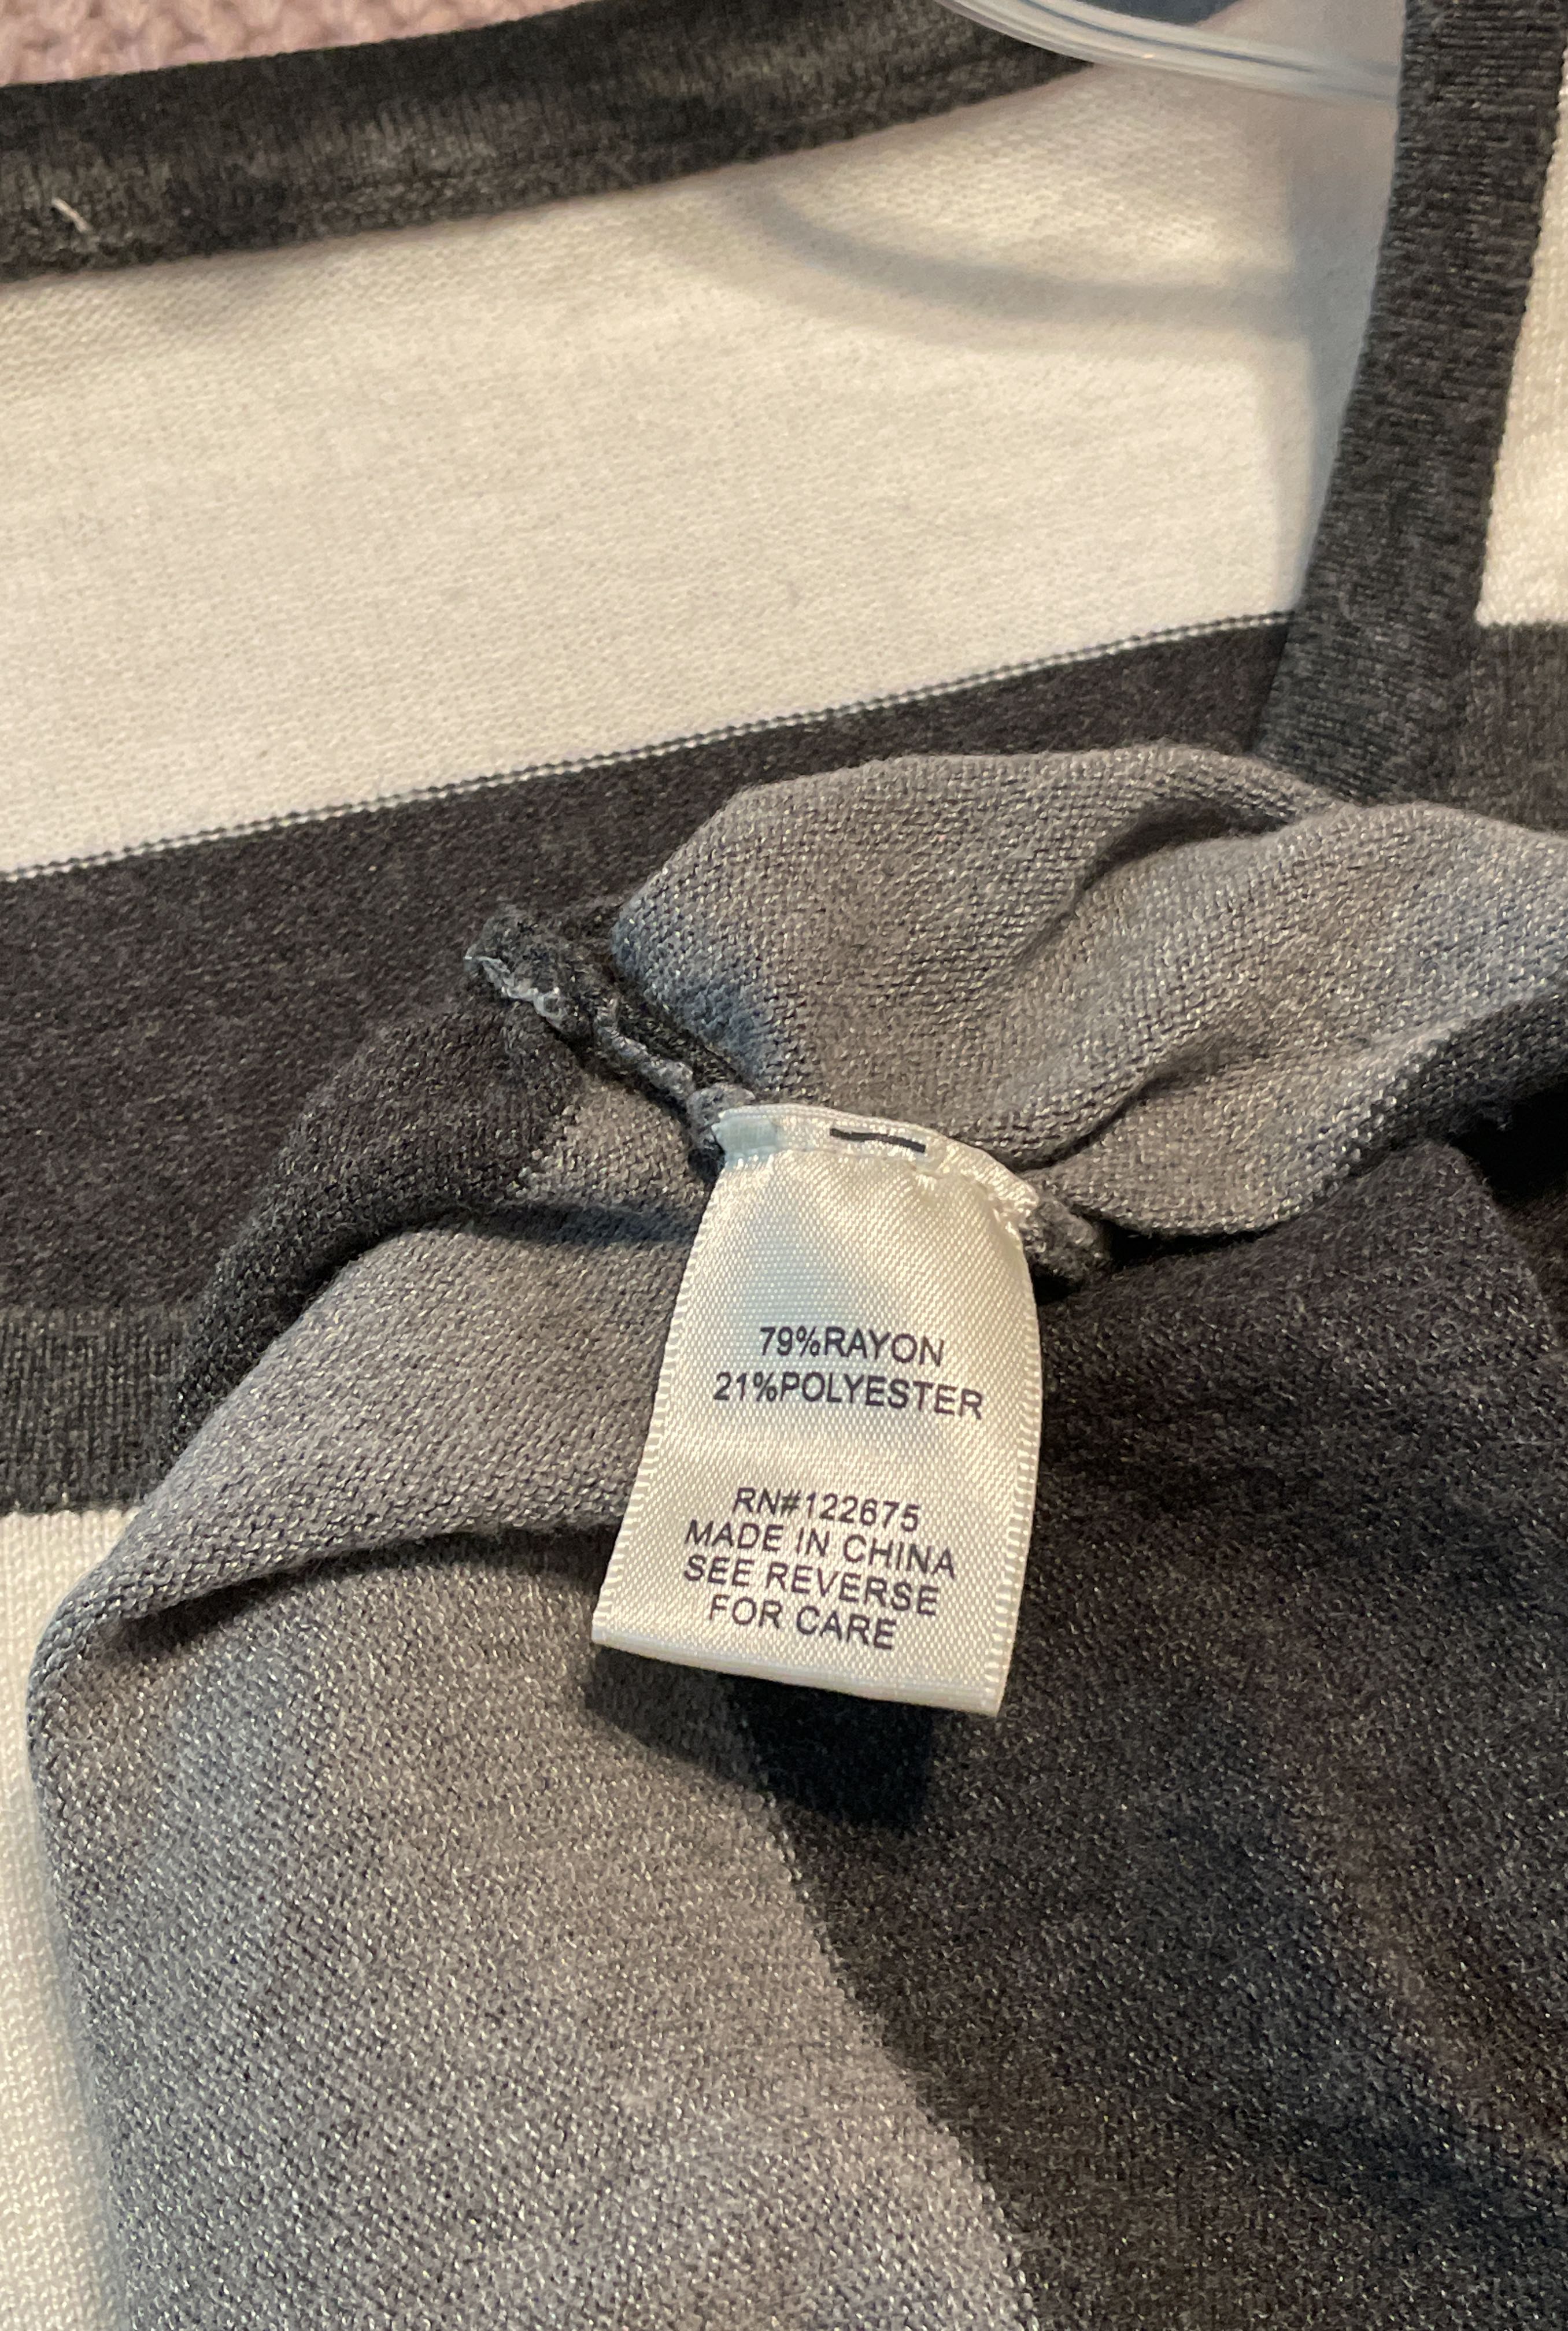 79%RAYON
21%POLYESTER
RN#122675
MADE IN CHINA
SEE REVERSE
FOR CARE